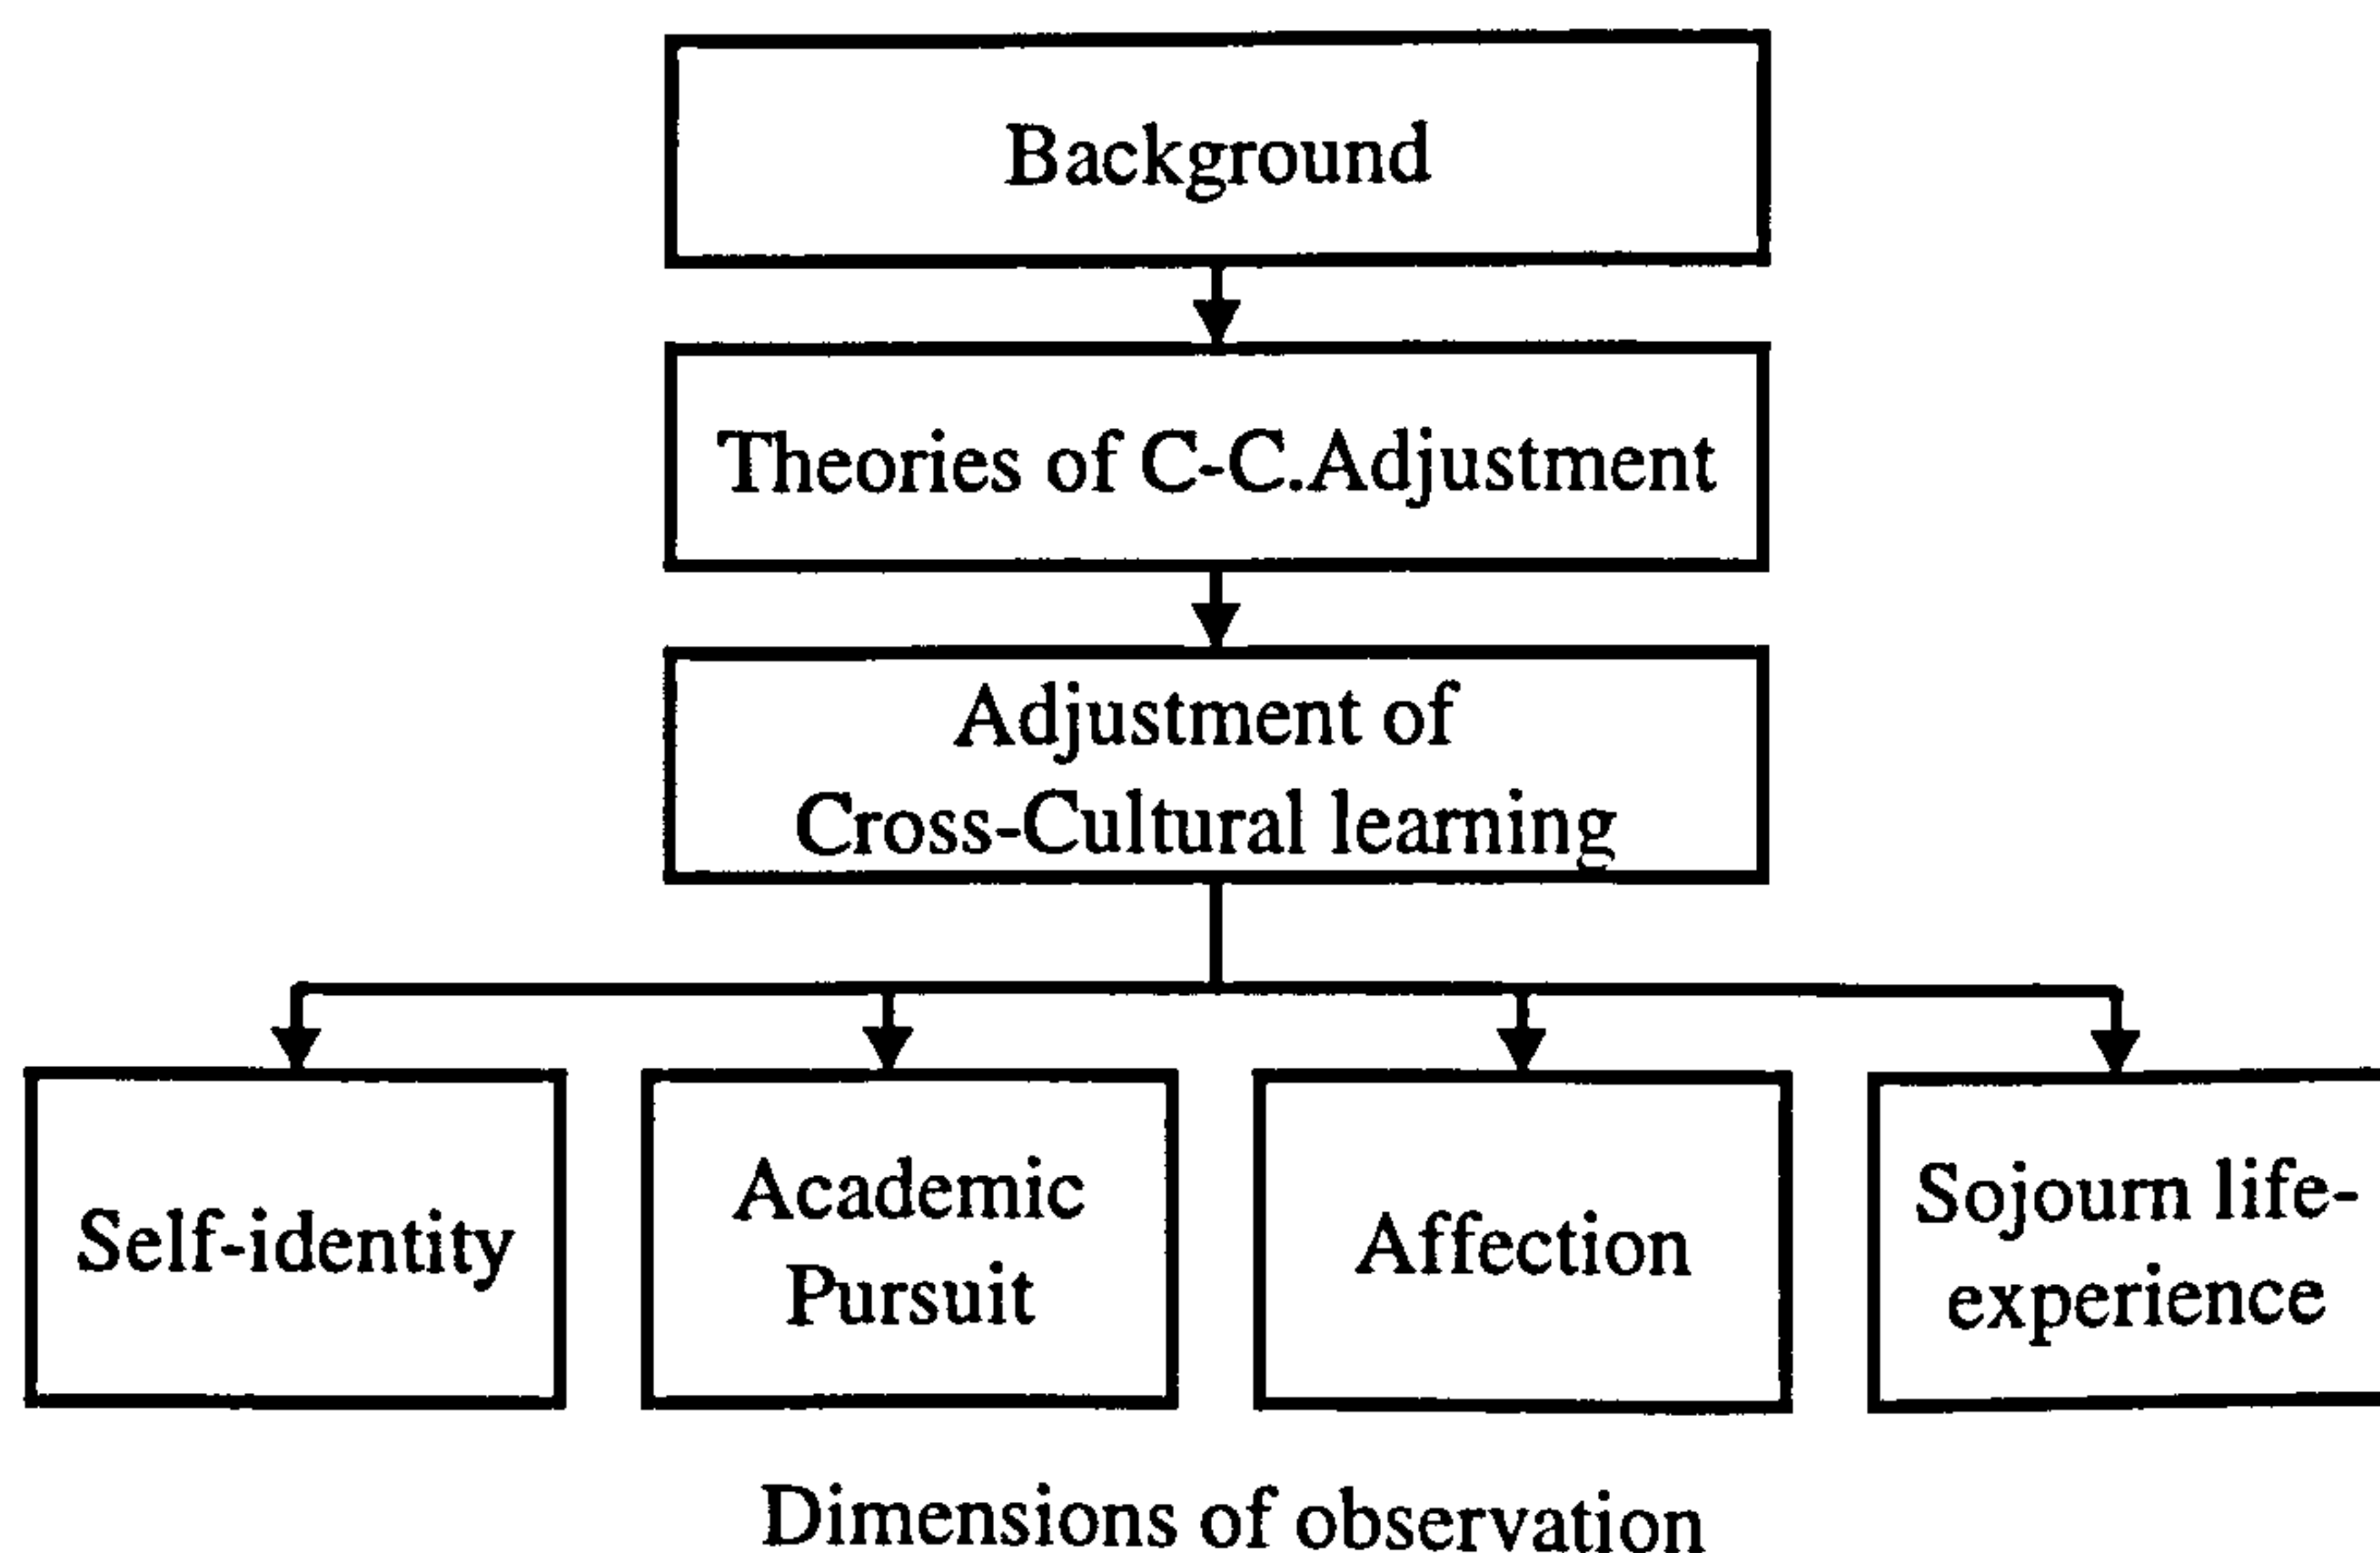 Background
Theories of C-C.Adjustment
Adjustment of
Cross-Cultural learning
Self-identity
Academic
Pursuit
Affection
Sojourn life-
experience
Dimensions of observation